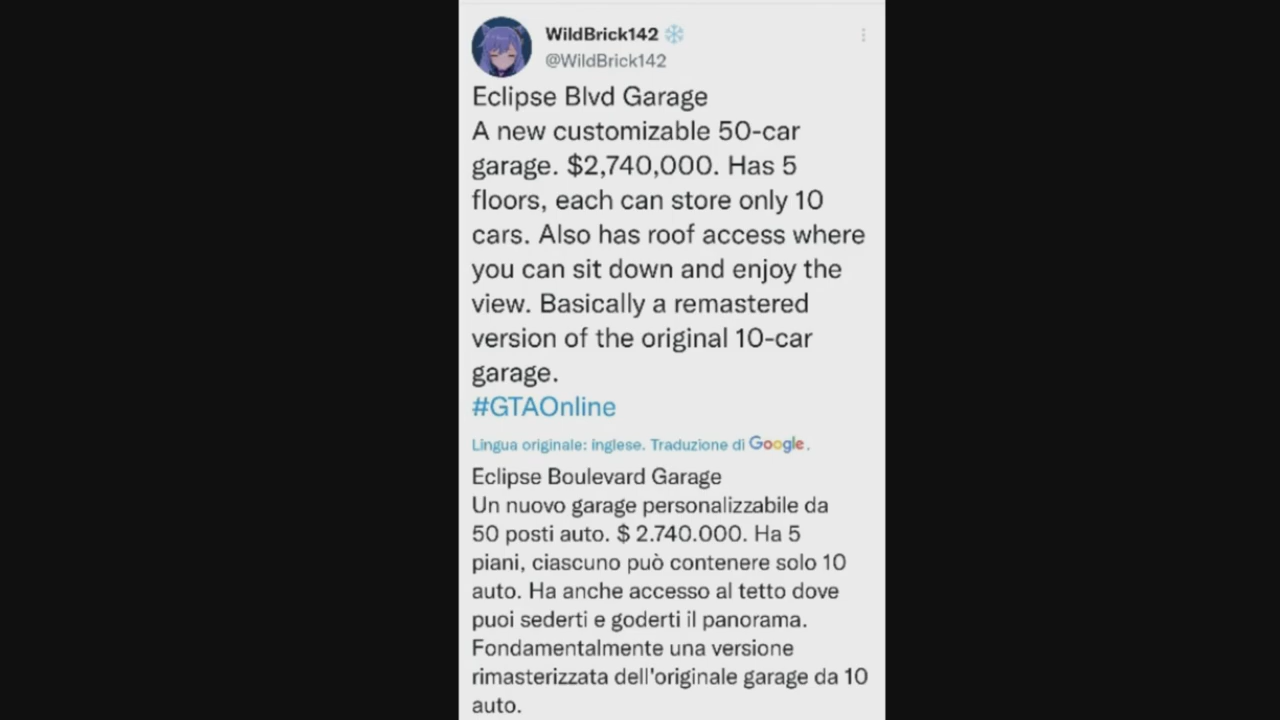 WildBrick142 ❄️
@WildBrick142
Eclipse Blvd Garage
A new customizable 50-car
garage. $2,740,000. Has 5
floors, each can store only 10
cars. Also has roof access where
you can sit down and enjoy the
view. Basically a remastered
version of the original 10-car
garage.
#GTAOnline
Lingua originale: inglese. Traduzione di Google.
Eclipse Boulevard Garage
Un nuovo garage personalizzabile da
50 posti auto. $ 2.740.000. Ha 5
piani, ciascuno può contenere solo 10
auto. Ha anche accesso al tetto dove
puoi sederti e goderti il panorama.
Fondamentalmente una versione
rimasterizzata dell'originale garage da 10
auto.